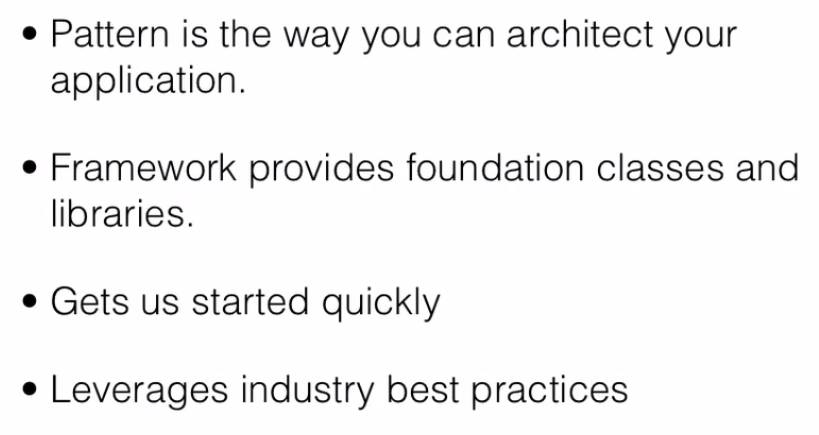 • Pattern is the way you can architect your
application.
• Framework provides foundation classes and
libraries.
• Gets us started quickly
• Leverages industry best practices